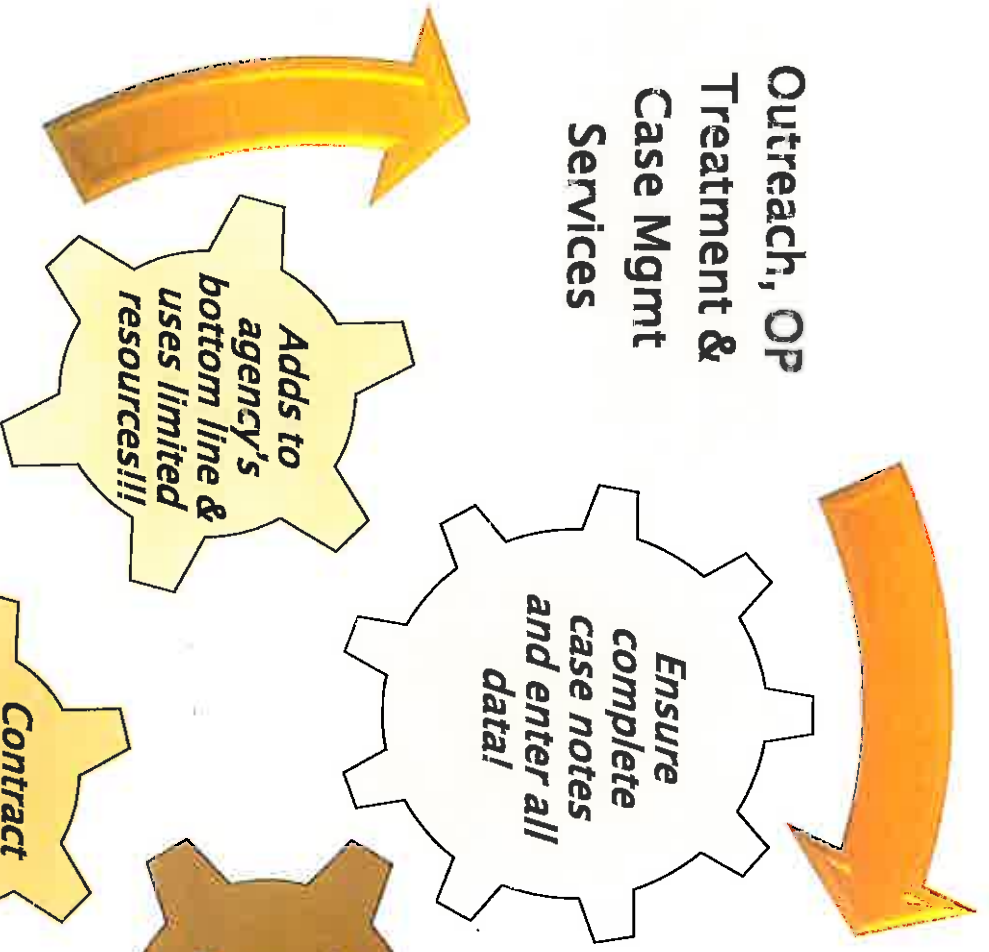 Outreach, OP
Treatment &
Case Mgmt
Services
Ensure
complete
case notes
and enter all
data!
Adds to
agency's
bottom line &
uses limited
resources!!!
Contract